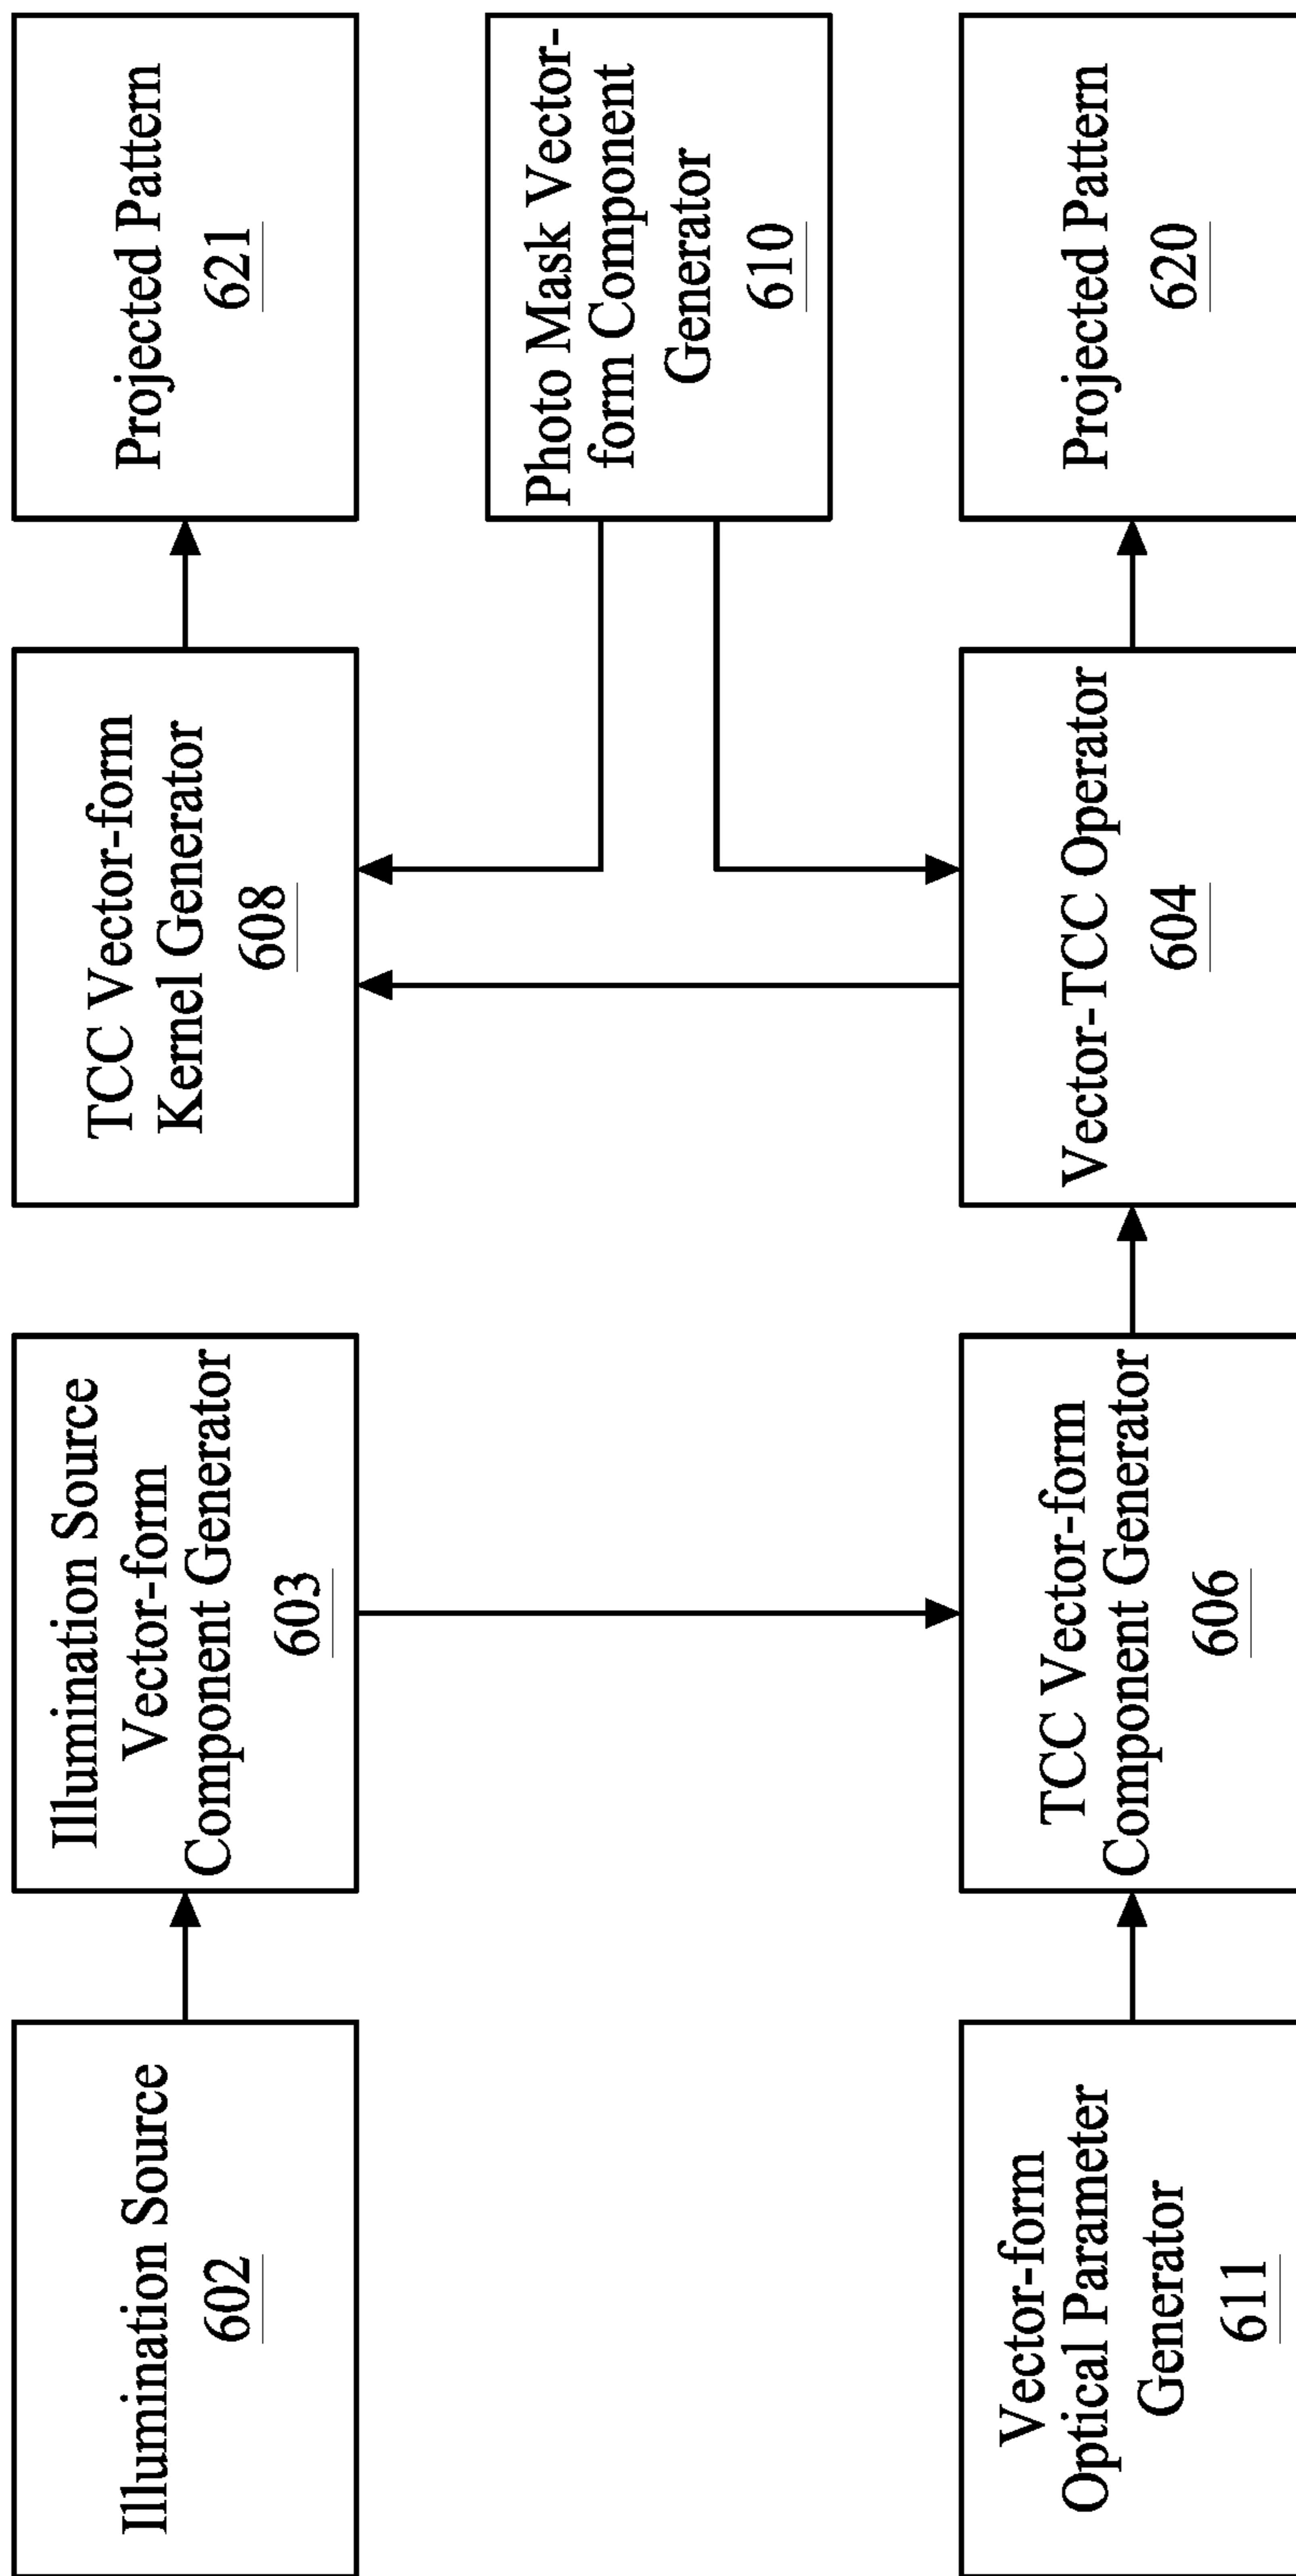 Illumination Source
602
Illumination Source
Vector-form
Component Generator
603
TCC Vector-form
Kernel Generator
608
Projected Pattern
621
Photo Mask Vector-
form Component
Generator
610
Vector-form
Optical Parameter
Generator
611
TCC Vector-form
Component Generator
606
Vector-TCC Operator
604
Projected Pattern
620